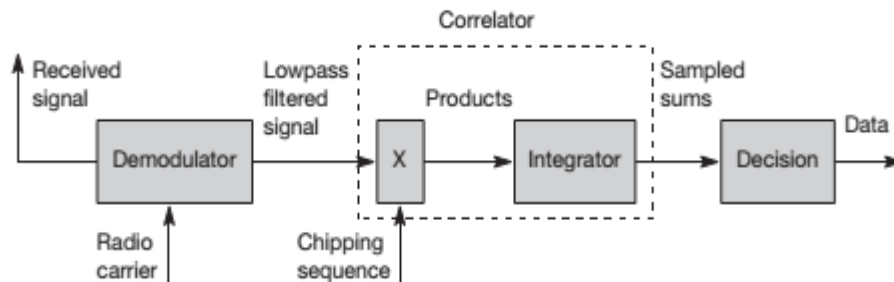 Correlator
Received
signal
Lowpass
filtered
signal
Products
Sampled
sums
Data
Demodulator
X
Integrator
Decision
Radio
carrier
Chipping
sequence